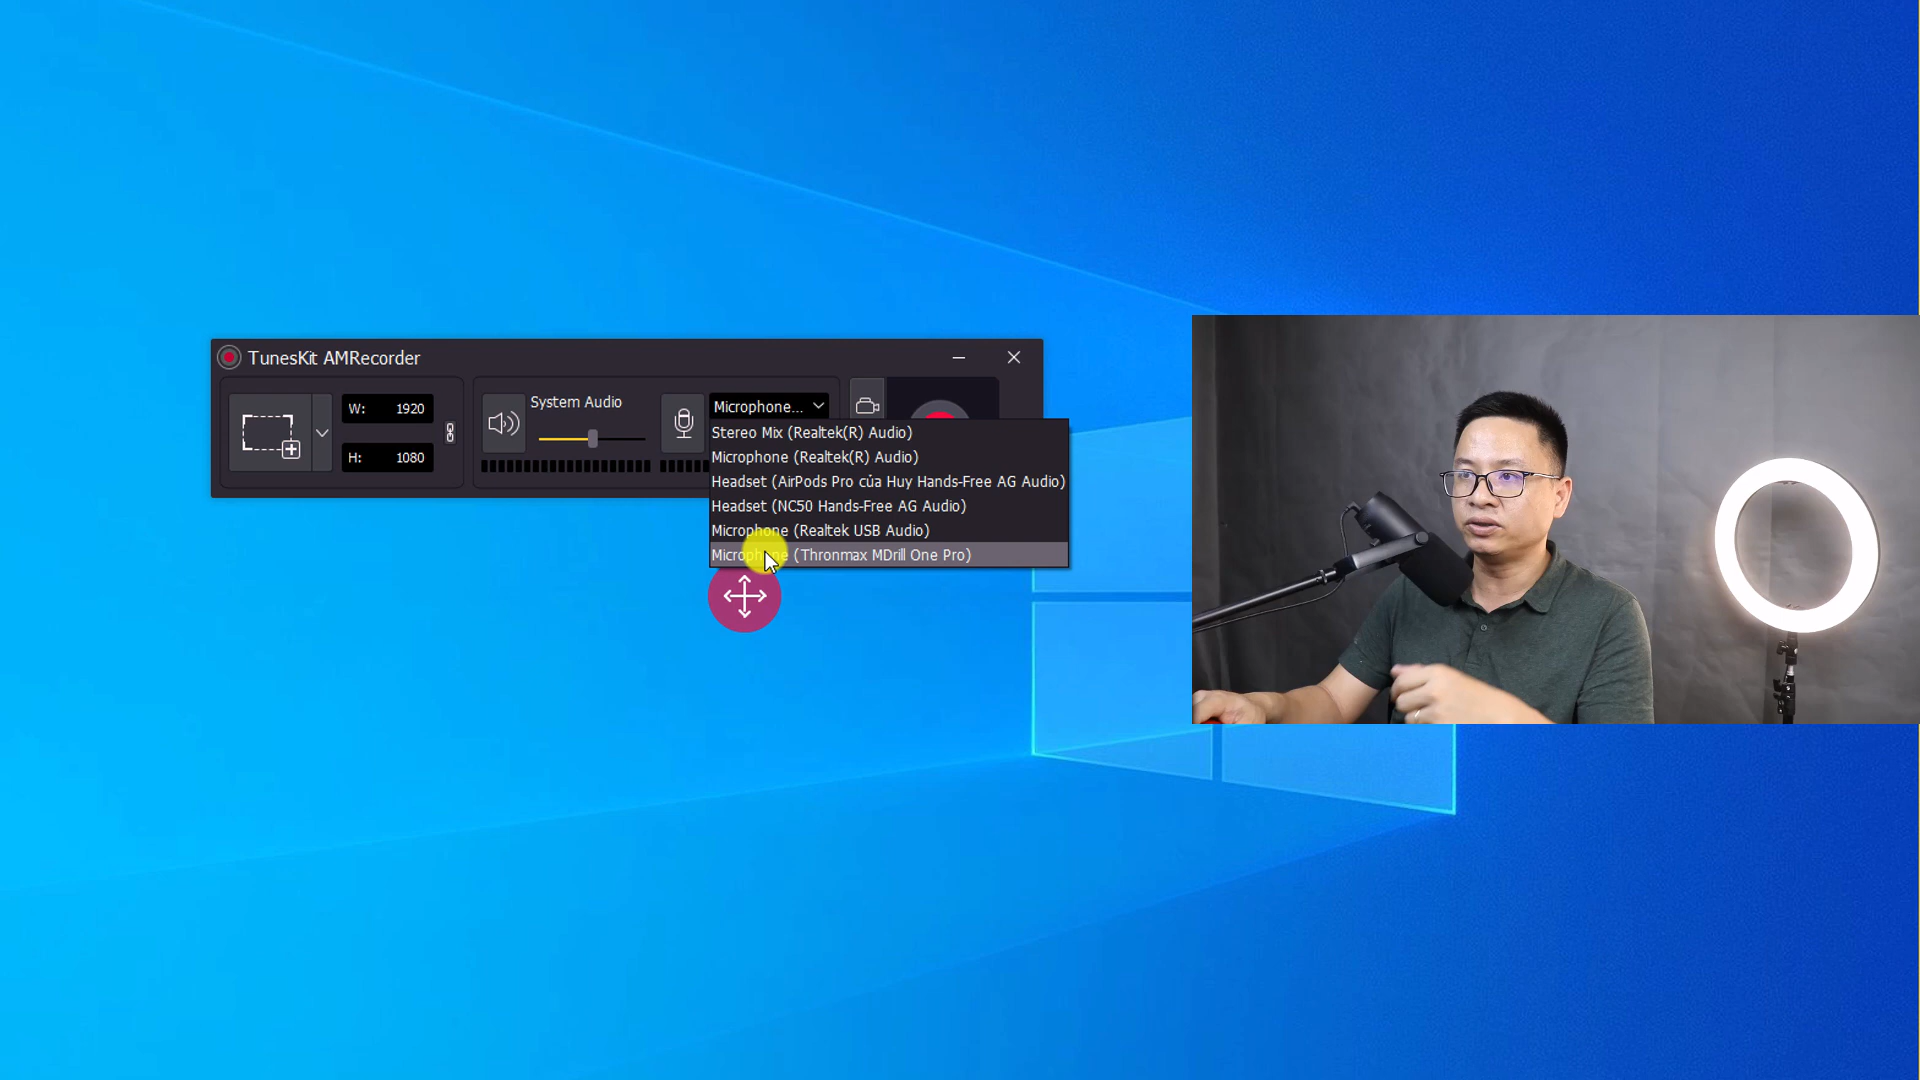 TunesKit AMRecorder
W: 1920
H: 1080
System Audio
Microphone...
Stereo Mix (Realtek(R) Audio)
Microphone (Realtek(R) Audio)
Headset (AirPods Pro của Huy Hands-Free AG Audio)
Headset (NC50 Hands-Free AG Audio)
Microphone (Realtek USB Audio)
Microphone (Thronmax MDrill One Pro)